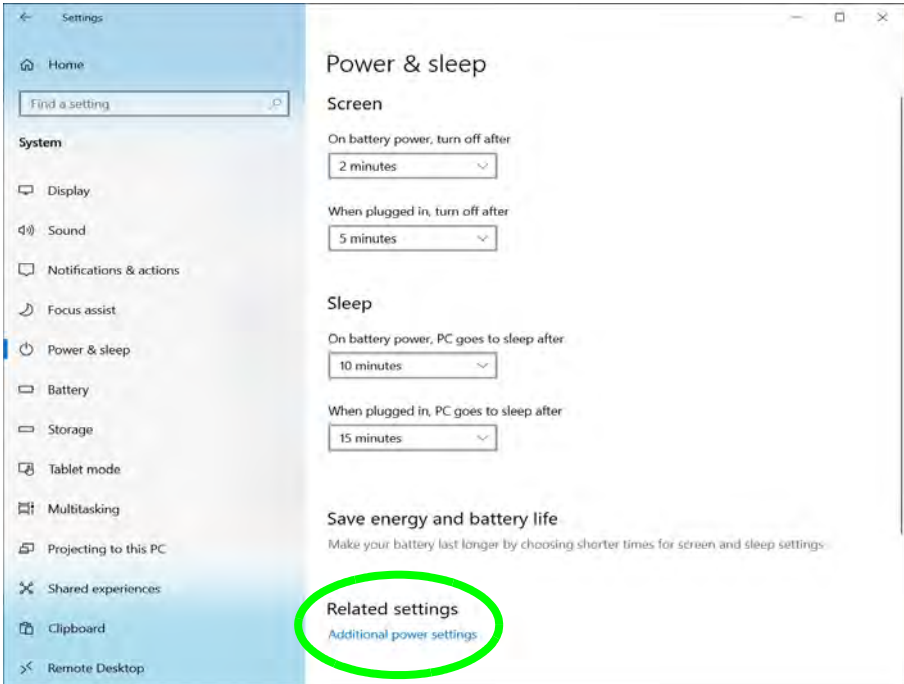 Settings
Home
Find a setting
System
Display
Sound
Notifications & actions
Focus assist
Power & sleep
Battery
Storage
Tablet mode
Multitasking
Projecting to this PC
Shared experiences
Clipboard
Remote Desktop
Power & sleep
Screen
On battery power, turn off after
2 minutes
When plugged in, turn off after
5 minutes
Sleep
On battery power, PC goes to sleep after
10 minutes
When plugged in, PC goes to sleep after
15 minutes
Save energy and battery life
Make your battery last longer by choosing shorter times for screen and sleep settings
Related settings
Additional power settings